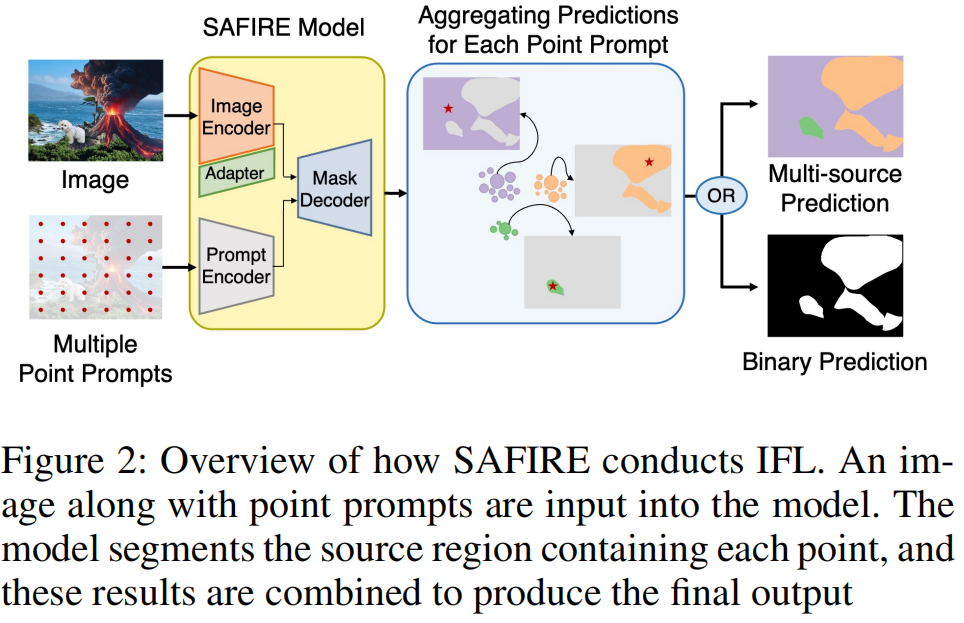 SAFIRE Model
Aggregating Predictions
for Each Point Prompt
Image
Encoder
Adapter
Prompt
Encoder
Mask
Decoder
Image
Multiple
Point Prompts
OR
Multi-source
Prediction
Binary Prediction
Figure 2: Overview of how SAFIRE conducts IFL. An im-
age along with point prompts are input into the model. The
model segments the source region containing each point, and
these results are combined to produce the final output